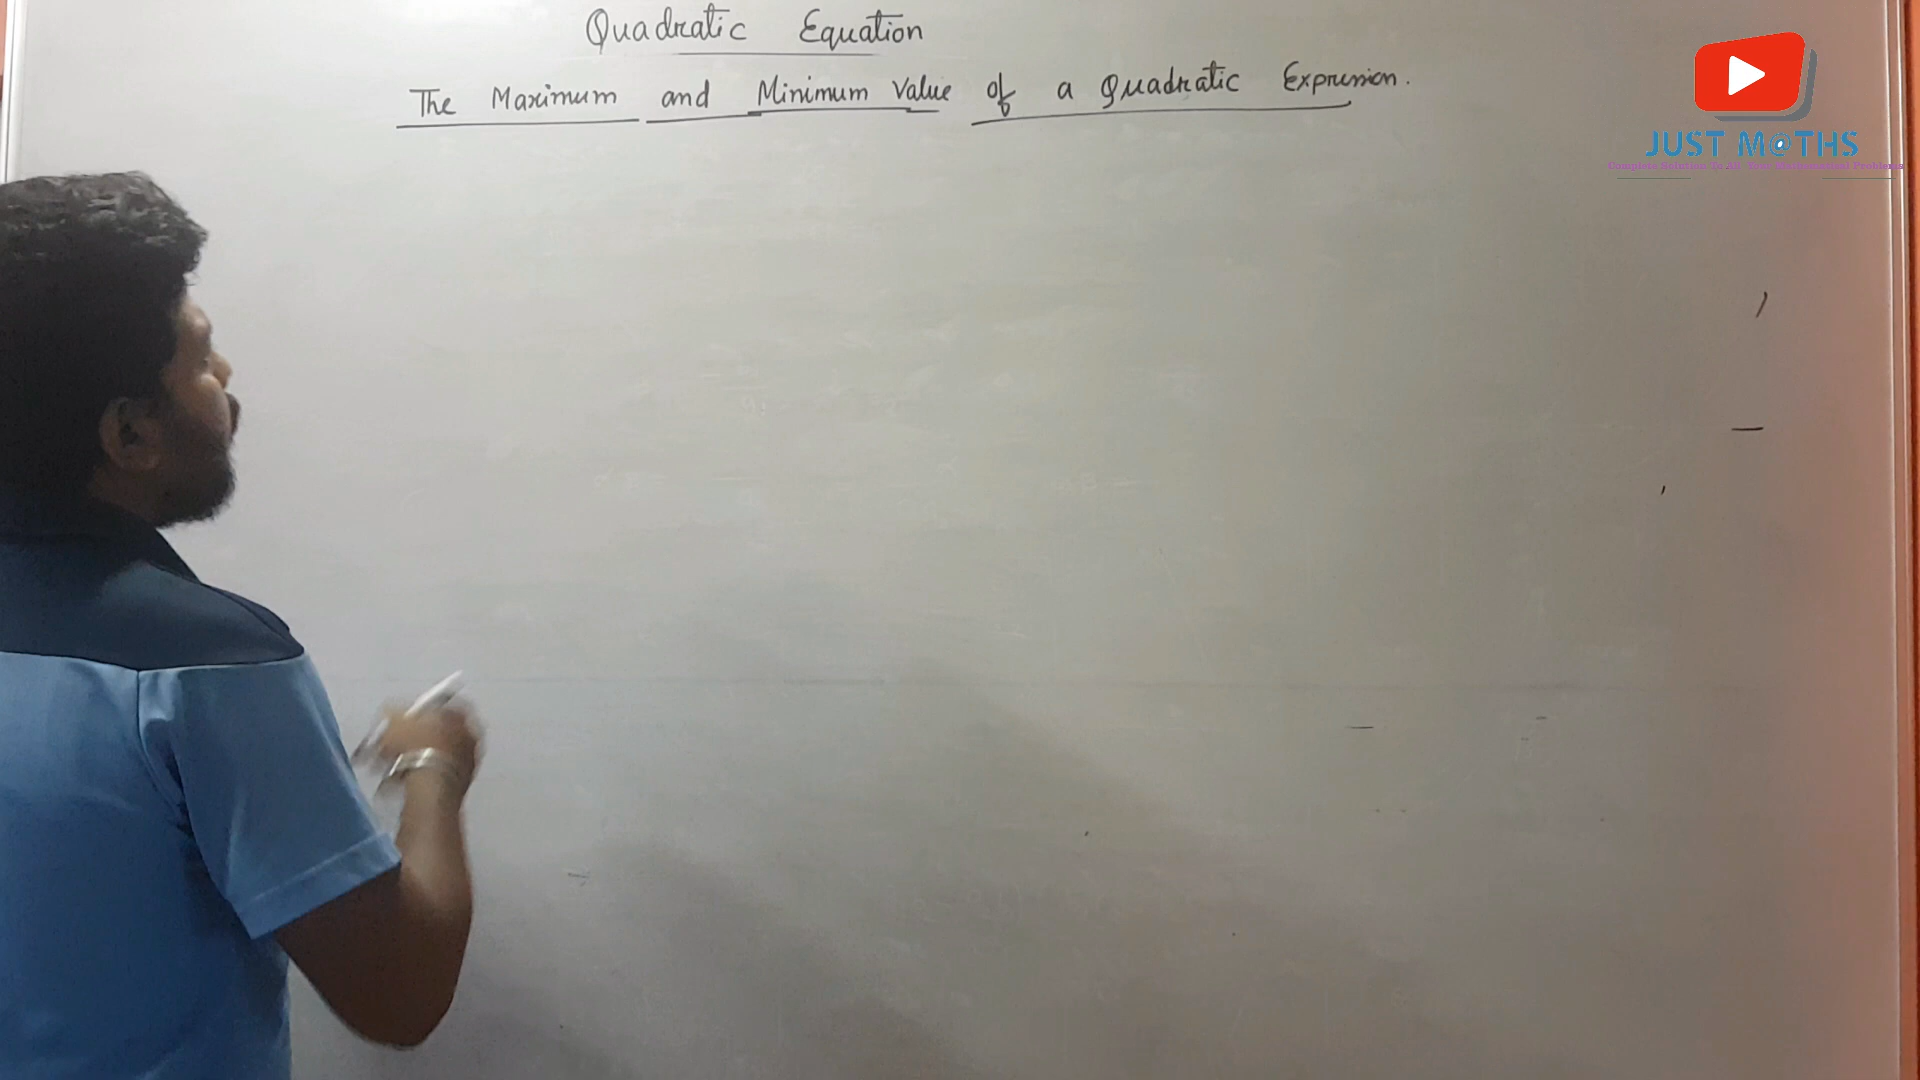 Quadratic Equation
The Maximum and Minimum Value of a Quadratic Expression.
JUST M@THS